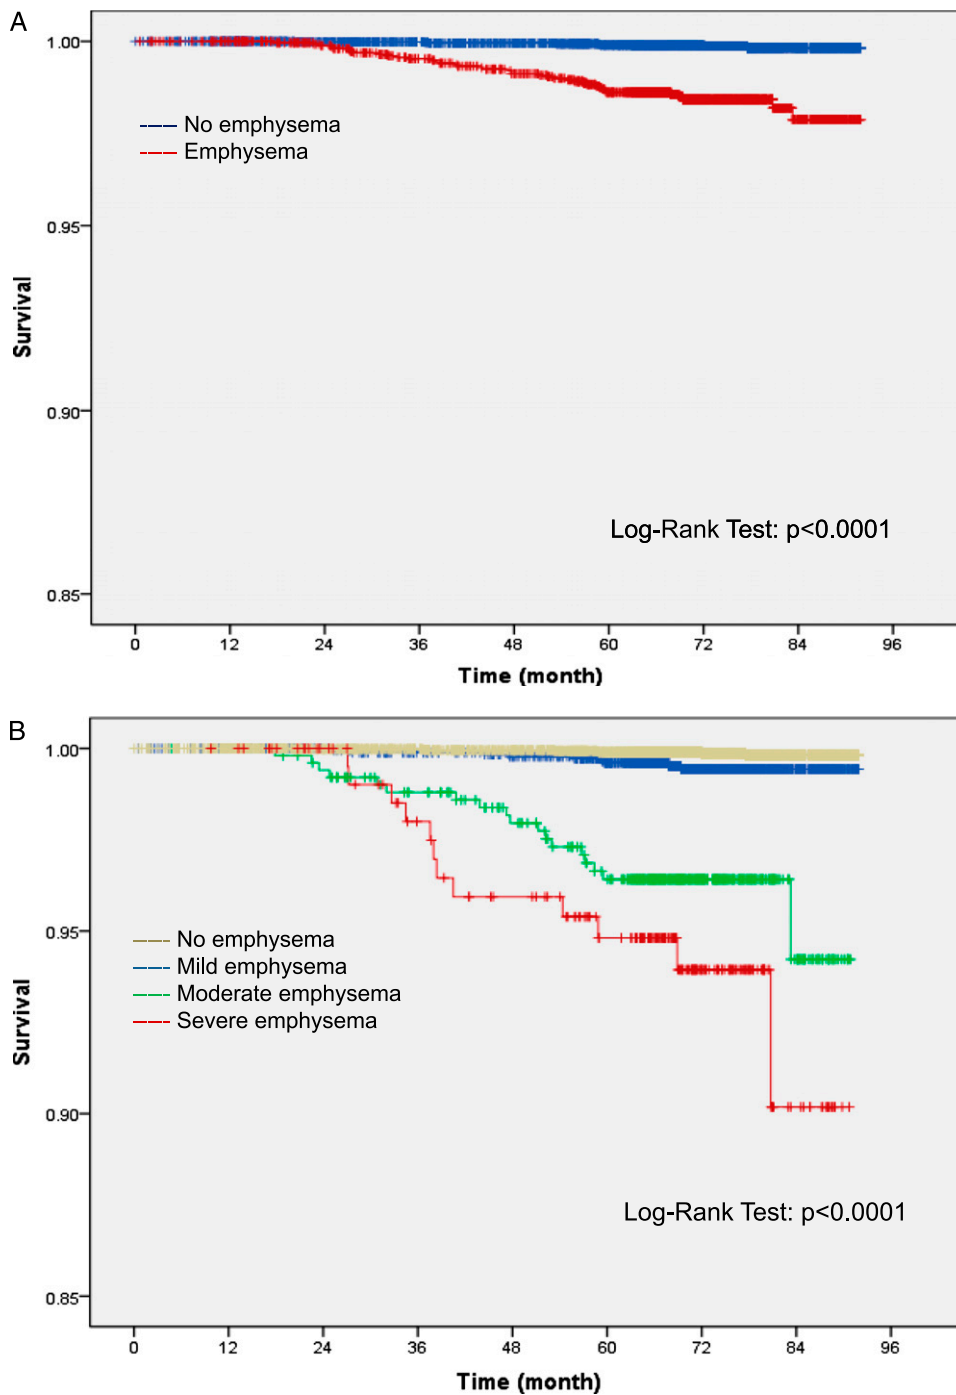 A
1.00
No emphysema
Emphysema
0.95
Survival
0.90
Log-Rank Test: p<0.0001
0.85
0 12 24 36 48 60 72 84 96
Time (month)
B
1.00
0.95
No emphysema
Mild emphysema
Moderate emphysema
Severe emphysema
Survival
0.90
Log-Rank Test: p<0.0001
0.85
0 12 24 36 48 60 72 84 96
Time (month)